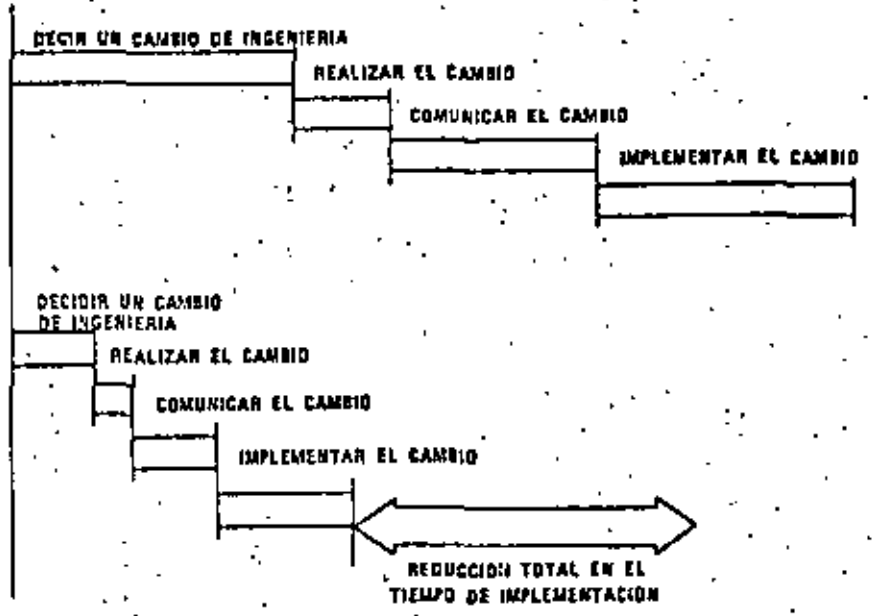 DECIR UN CAMBIO DE INGENIERIA
REALIZAR EL CAMBIO
COMUNICAR EL CAMBIO
IMPLEMENTAR EL CAMBIO
DECIDIR UN CAMBIO
DE INGENIERIA
REALIZAR EL CAMBIO
COMUNICAR EL CAMBIO
IMPLEMENTAR EL CAMBIO
REDUCCION TOTAL EN EL
TIEMPO DE IMPLEMENTACION